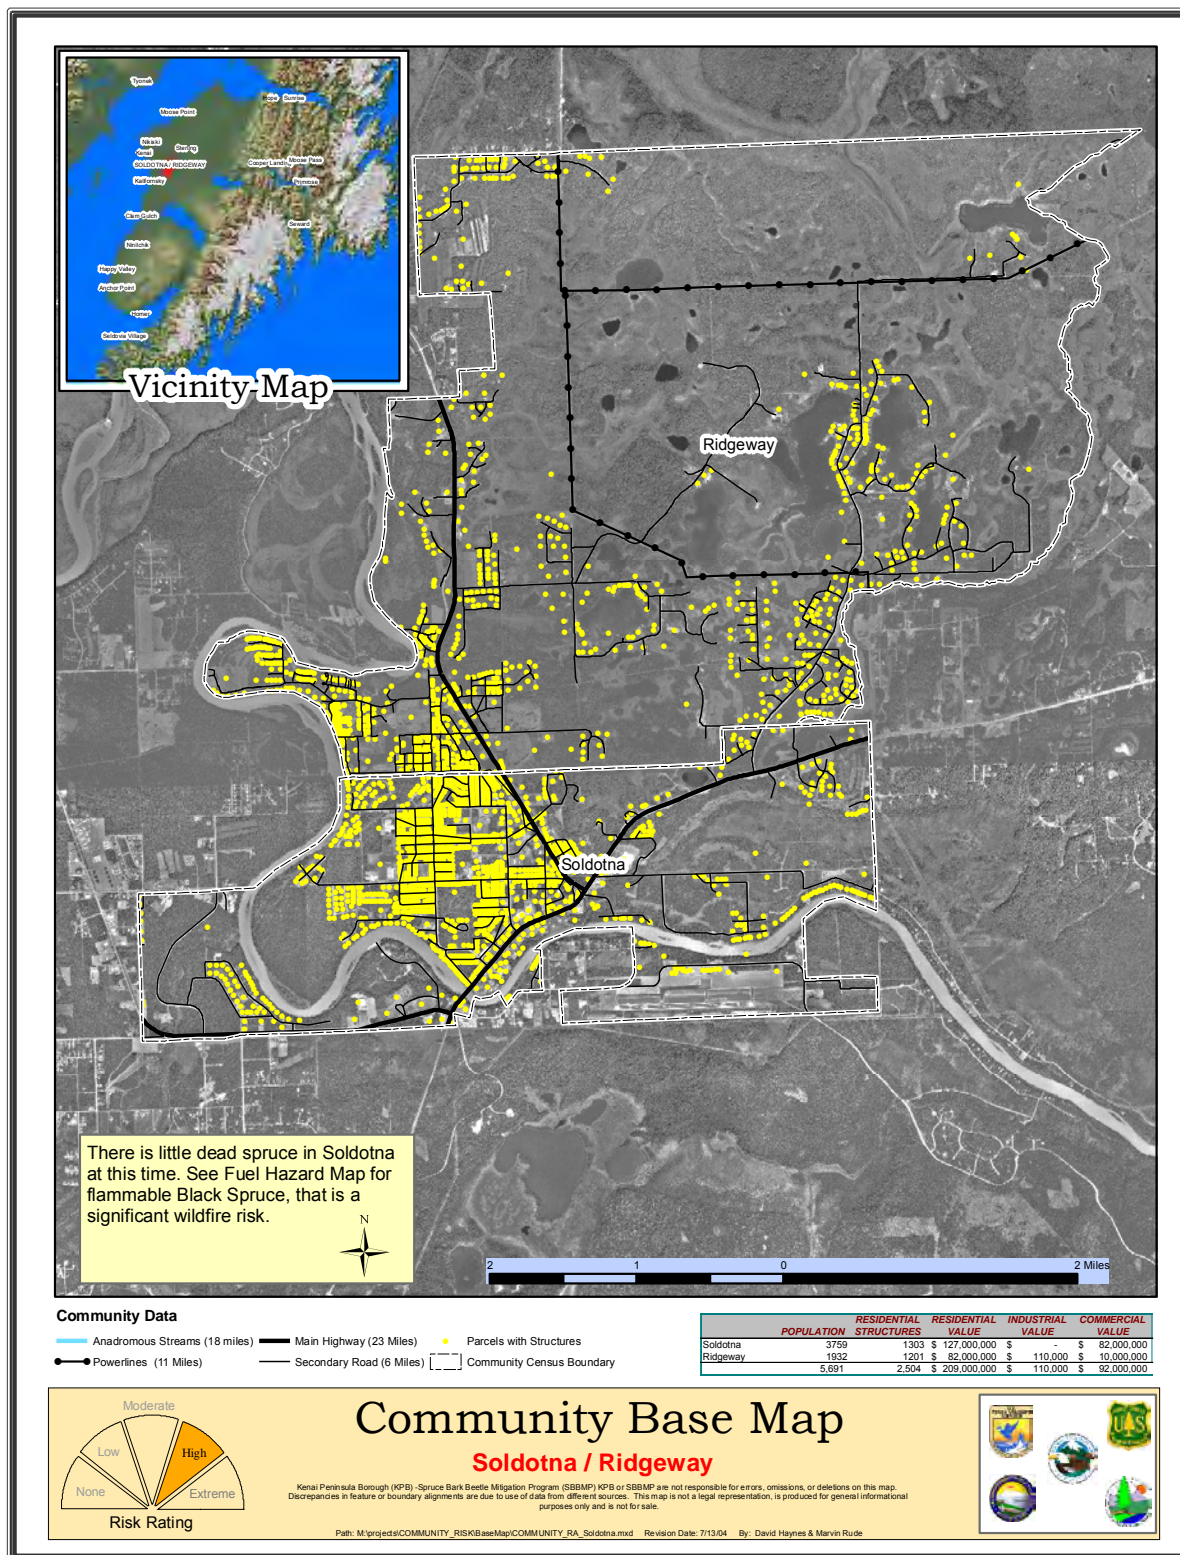 Tyonek
Moose Point
Hope Sunrise
Nikiski
Sterling
Kenai
SOLDOTNA / RIDGEWAY
Cooper Landing
Moose Pass
Kalifornsky
Primrose
Clam Gulch
Seward
Ninilchik
Happy Valley
Anchor Point
Homer
Seldovia Village
Vicinity Map
Ridgeway
Soldotna
There is little dead spruce in Soldotna
at this time. See Fuel Hazard Map for
flammable Black Spruce, that is a
significant wildfire risk.
N
2 1 0 2 Miles
Community Data
Anadromous Streams (18 miles) Main Highway (23 Miles) Parcels with Structures
Powerlines (11 Miles) Secondary Road (6 Miles) Community Census Boundary
RESIDENTIAL RESIDENTIAL INDUSTRIAL COMMERCIAL
POPULATION STRUCTURES VALUE VALUE VALUE
Soldotna 3759 1303 $ 127,000,000 $ - $ 82,000,000
Ridgeway 1932 1201 $ 82,000,000 $ 110,000 $ 10,000,000
5,691 2,504 $ 209,000,000 $ 110,000 $ 92,000,000
Moderate
Low
High
None
Extreme
Risk Rating
Community Base Map
Soldotna / Ridgeway
Kenai Peninsula Borough (KPB) -Spruce Bark Beetle Mitigation Program (SBBMP) KPB or SBBMP are not responsible for errors, omissions, or deletions on this map.
Discrepancies in feature or boundary alignments are due to use of data from different sources. This map is not a legal representation, is produced for general informational
purposes only and is not for sale.
Path: M:\projects\COMMUNITY_RISK\BaseMap\COMMUNITY_RA_Soldotna.mxd Revision Date: 7/13/04 By: David Haynes & Marvin Rude
U S